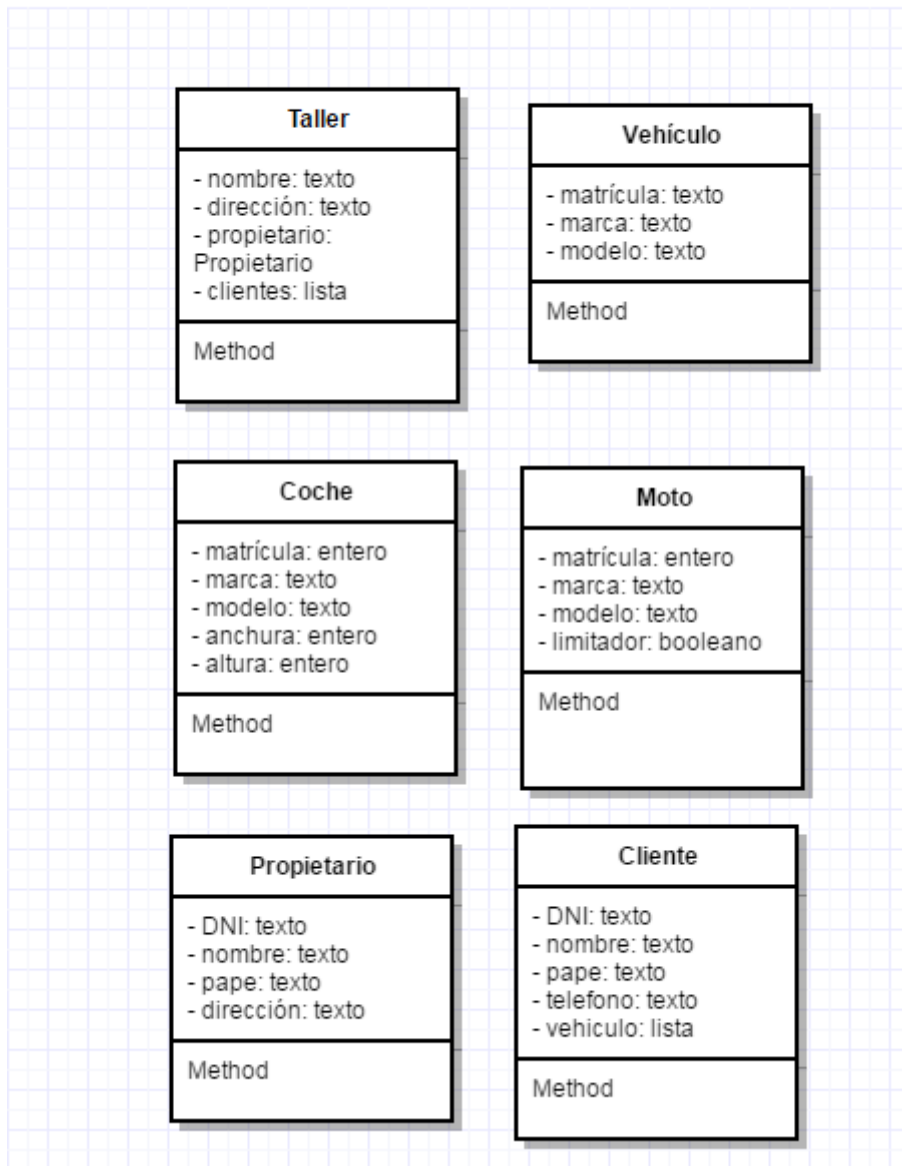 Taller
- nombre: texto
- dirección: texto
- propietario:
Propietario
- clientes: lista
Method
Vehículo
- matrícula: texto
- marca: texto
- modelo: texto
Method
Coche
- matrícula: entero
- marca: texto
- modelo: texto
- anchura: entero
- altura: entero
Method
Moto
- matrícula: entero
- marca: texto
- modelo: texto
- limitador: booleano
Method
Propietario
- DNI: texto
- nombre: texto
- pape: texto
- dirección: texto
Method
Cliente
- DNI: texto
- nombre: texto
- pape: texto
- telefono: texto
- vehiculo: lista
Method